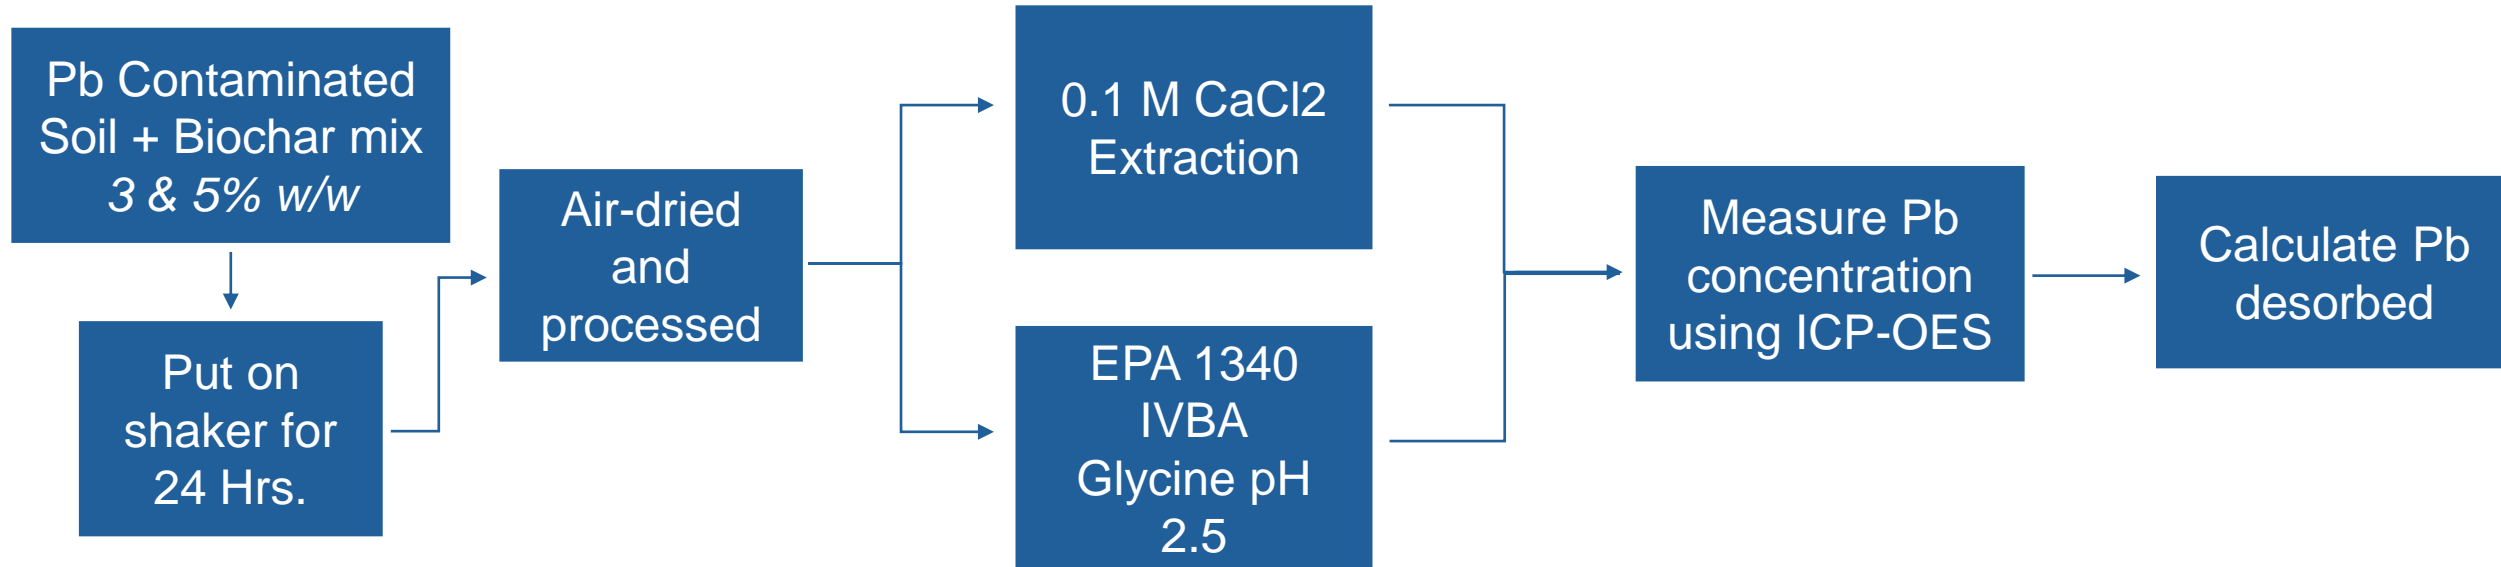 Pb Contaminated
Soil + Biochar mix
3 & 5% w/w
Put on
shaker for
24 Hrs.
Air-dried
and
processed
0.1 M CaCl2
Extraction
EPA 1340
IVBA
Glycine pH
2.5
Measure Pb
concentration
using ICP-OES
Calculate Pb
desorbed